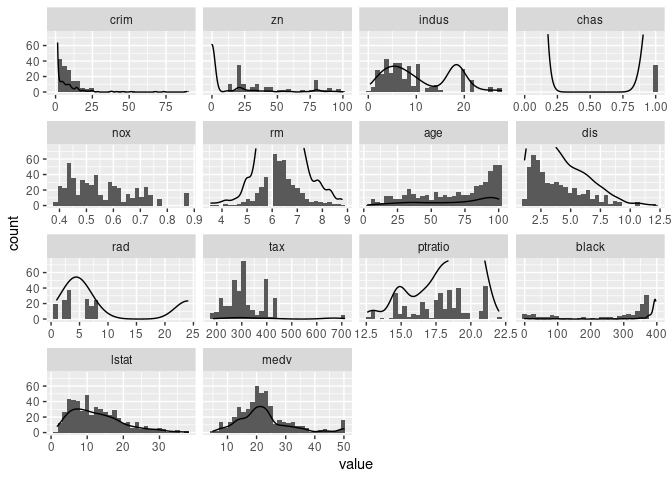 crim zn indus chas
60
40
20
0
0 25 50 75 0 25 50 75 100 0 10 20 0.00 0.25 0.50 0.75 1.00
nox rm age dis
60
40
20
0
0.4 0.5 0.6 0.7 0.8 0.9 4 5 6 7 8 9 0 25 50 75 100 2.5 5.0 7.5 10.0 12.5
rad tax ptratio black
60
40
20
0
0 5 10 15 20 25 200 300 400 500 600 700 12.5 15.0 17.5 20.0 22.5 0 100 200 300 400
lstat medv
60
40
20
0
0 10 20 30 10 20 30 40 50
count
value